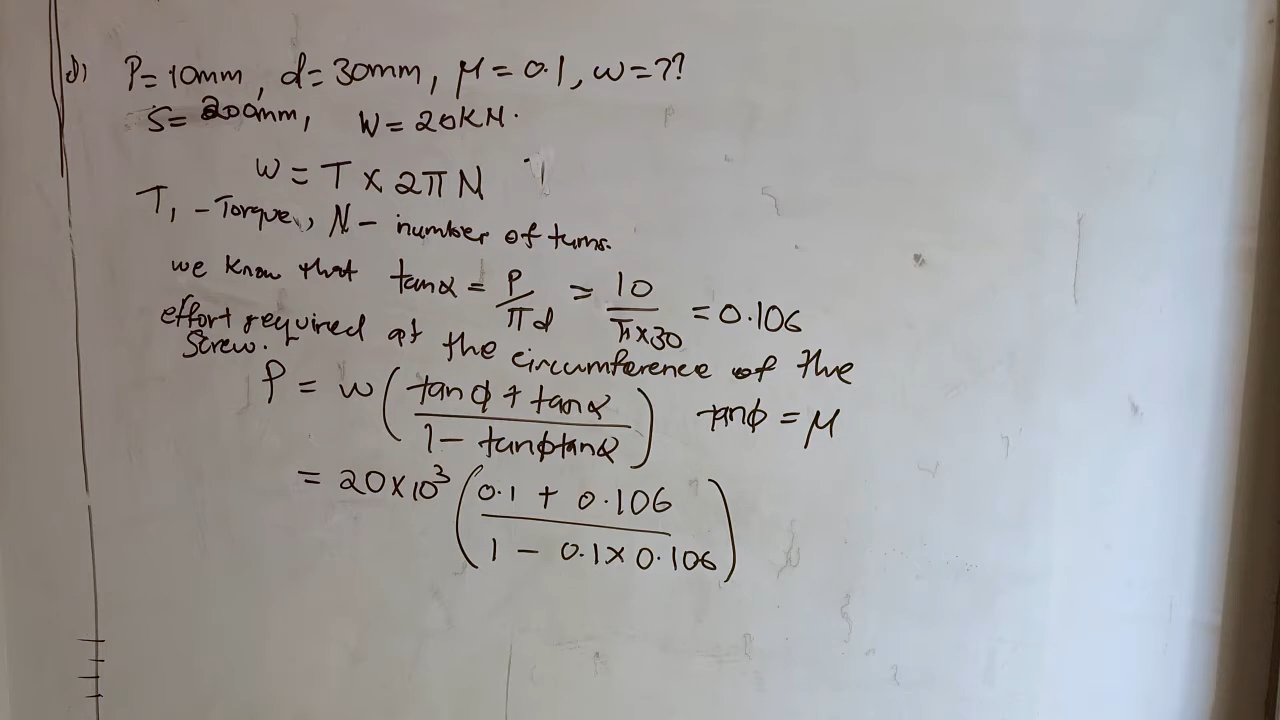 d) P=10mm, d=30mm, μ=0.1, w=??
S=200mm, W=20KN.
w = T × 2πN
T, -Torque, N - number of turns.
we know that tanα = P/πd = 10/π×30 = 0.106
effort required at the circumference of the
screw.
P = w (tanϕ + tanα / 1 - tanϕtanα) tanϕ = μ
= 20×10³ (0.1 + 0.106 / 1 - 0.1×0.106)